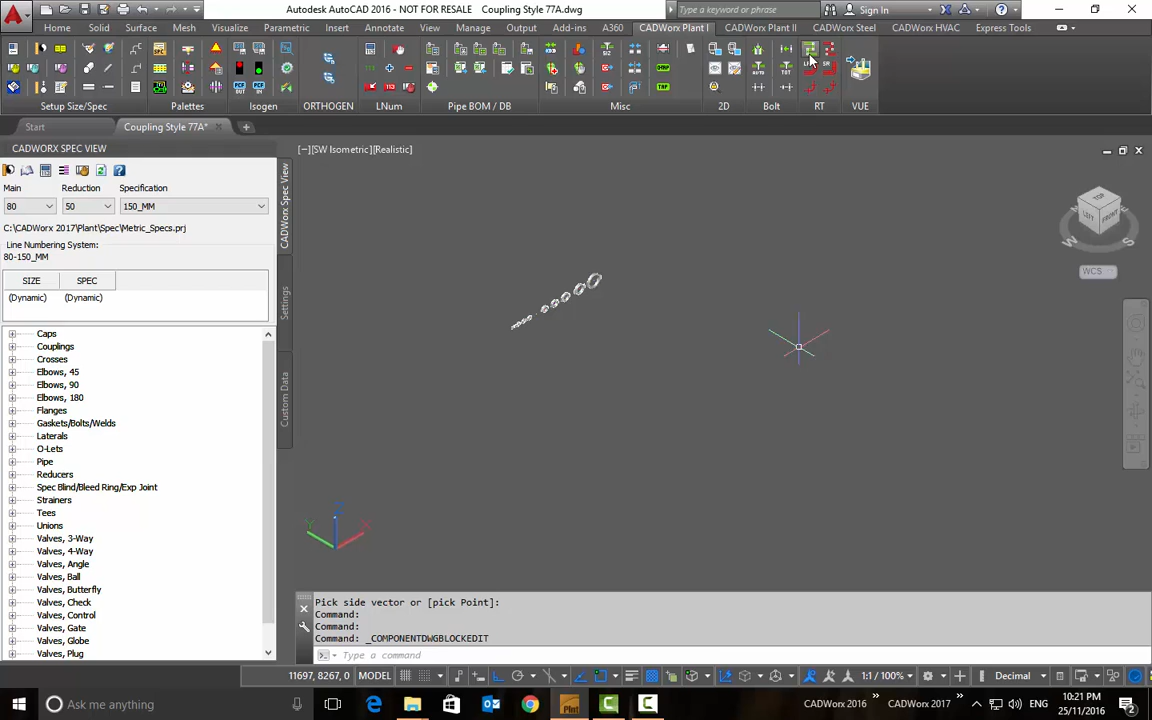 Autodesk AutoCAD 2016 - NOT FOR RESALE Coupling Style 77A.dwg
Type a keyword or phrase
Sign In
Home Solid Surface Mesh Visualize Parametric Insert Annotate View Manage Output Add-ins A360 CADWorx Plant I CADWorx Plant II CADWorx Steel CADWorx HVAC Express Tools
Setup Size/Spec Palettes Isogen ORTHOGEN LNum Pipe BOM / DB Misc 2D Bolt RT VUE
Start Coupling Style 77A*
CADWORX SPEC VIEW
[−][SW Isometric][Realistic]
Main Reduction Specification
80 50 150_MM
C:\CADWorx 2017\Plant\Spec\Metric_Specs.prj
Line Numbering System:
80-150_MM
SIZE SPEC
(Dynamic) (Dynamic)
Caps
Couplings
Crosses
Elbows, 45
Elbows, 90
Elbows, 180
Flanges
Gaskets/Bolts/Welds
Laterals
O-Lets
Pipe
Reducers
Spec Blind/Bleed Ring/Exp Joint
Strainers
Tees
Unions
Valves, 3-Way
Valves, 4-Way
Valves, Angle
Valves, Ball
Valves, Butterfly
Valves, Check
Valves, Control
Valves, Gate
Valves, Globe
Valves, Plug
CADWorx Spec View
Settings
Custom Data
TOP
LEFT
FRONT
W
S
WCS
X
Y
Z
Pick side vector or [pick Point]:
Command:
Command:
Command: _COMPONENTDWGBLOCKEDIT
Type a command
11697, 8267, 0 MODEL 1:1 / 100% Decimal
Ask me anything
CADWorx 2016 CADWorx 2017 ENG
10:21 PM
25/11/2016